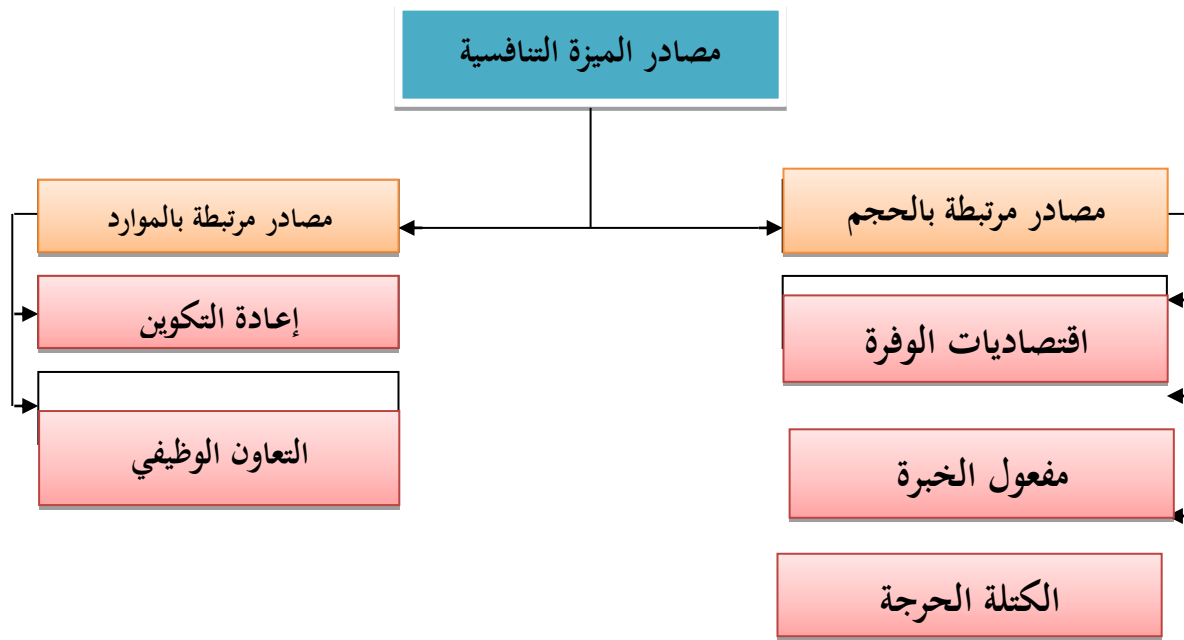 مصادر الميزة التنافسية
مصادر مرتبطة بالحجم
مصادر مرتبطة بالموارد
اقتصاديات الوفرة
مفعول الخبرة
الكتلة الحرجة
إعادة التكوين
التعاون الوظيفي